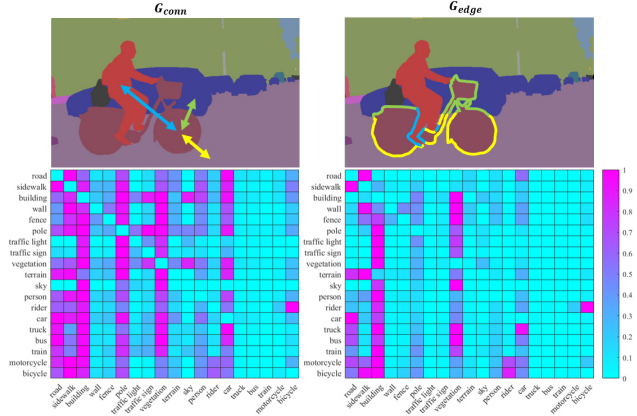 G_conn
G_edge
road
sidewalk
building
wall
fence
pole
traffic light
traffic sign
vegetation
terrain
sky
person
rider
car
truck
bus
train
motorcycle
bicycle
road
sidewalk
building
wall
fence
pole
traffic light
traffic sign
vegetation
terrain
sky
person
rider
car
truck
bus
train
motorcycle
bicycle
road
sidewalk
building
wall
fence
pole
traffic light
traffic sign
vegetation
terrain
sky
person
rider
car
truck
bus
train
motorcycle
bicycle
road
sidewalk
building
wall
fence
pole
traffic light
traffic sign
vegetation
terrain
sky
person
rider
car
truck
bus
train
motorcycle
bicycle
1
0.9
0.8
0.7
0.6
0.5
0.4
0.3
0.2
0.1
0